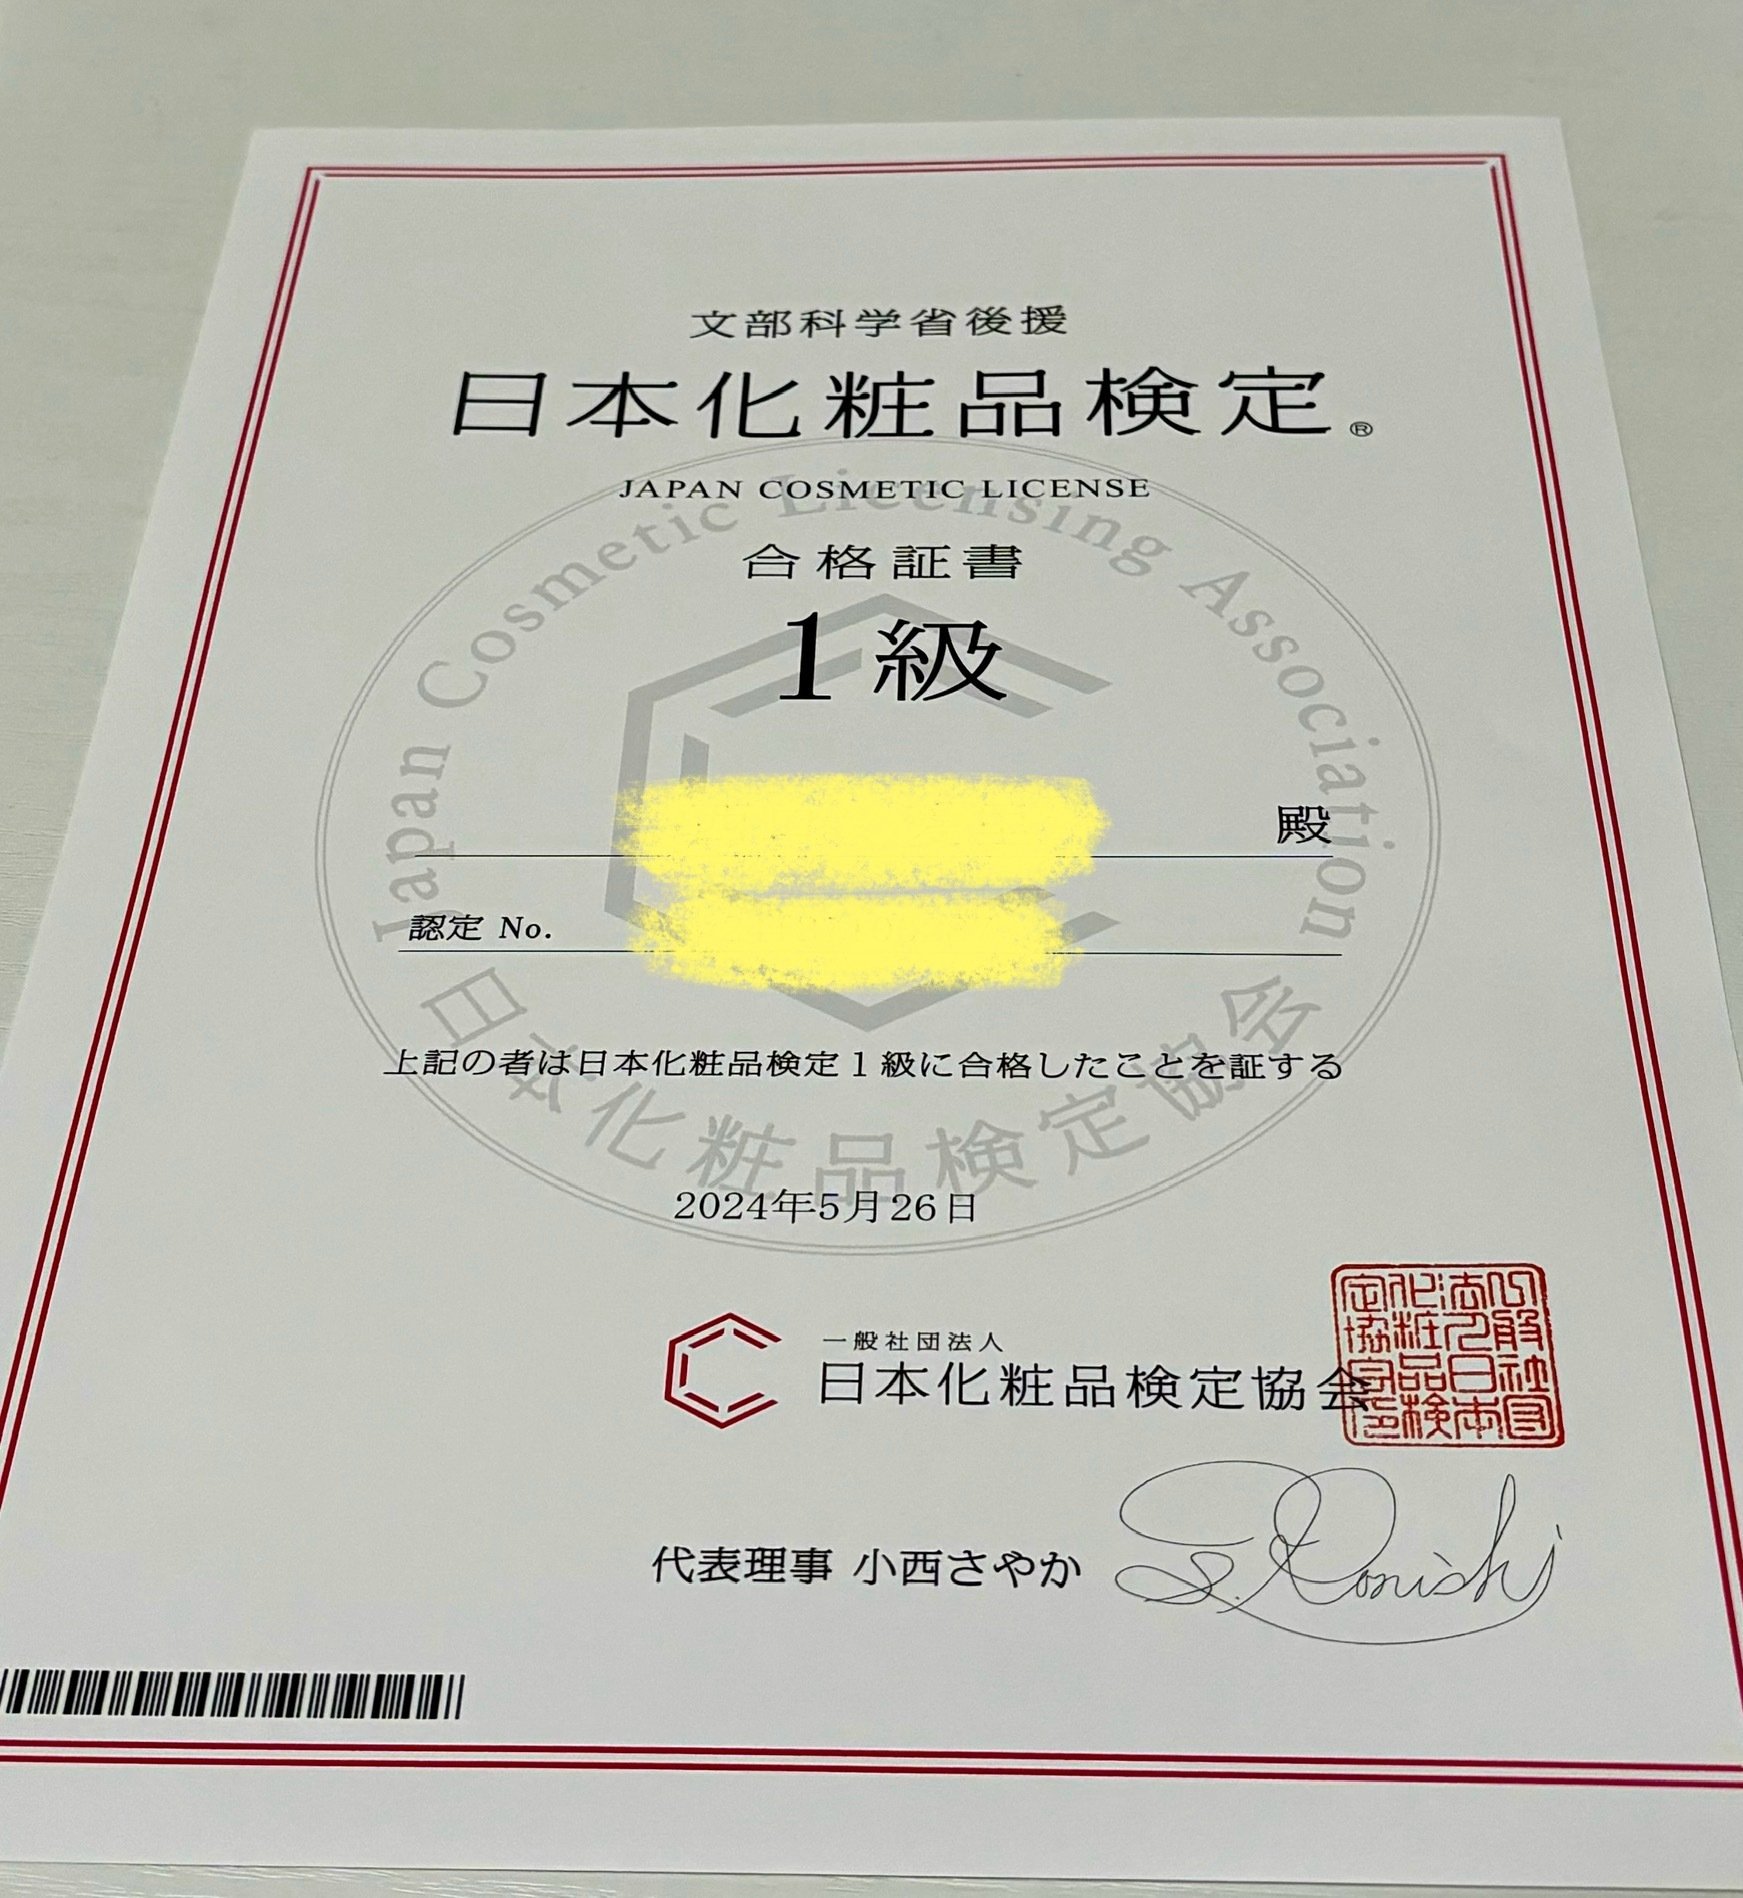 文部科学省後援
日本化粧品検定®
JAPAN COSMETIC LICENSE
合格証書
1級
殿
認定 No.
上記の者は日本化粧品検定1級に合格したことを証する
2024年5月26日
Japan Cosmetic Licensing Association
日本化粧品検定協会
一般社団法人
日本化粧品検定協会
代表理事 小西さやか
S. Konishi